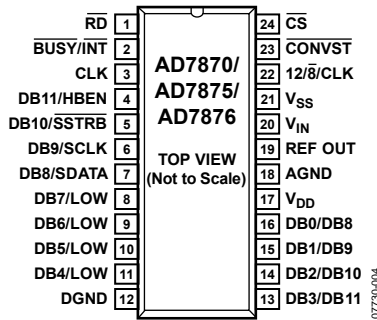 RD 1
BUSY/INT 2
CLK 3
DB11/HBEN 4
DB10/SSTRB 5
DB9/SCLK 6
DB8/SDATA 7
DB7/LOW 8
DB6/LOW 9
DB5/LOW 10
DB4/LOW 11
DGND 12
AD7870/
AD7875/
AD7876
TOP VIEW
(Not to Scale)
24 CS
23 CONVST
22 12/8/CLK
21 VSS
20 VIN
19 REF OUT
18 AGND
17 VDD
16 DB0/DB8
15 DB1/DB9
14 DB2/DB10
13 DB3/DB11
07730-004